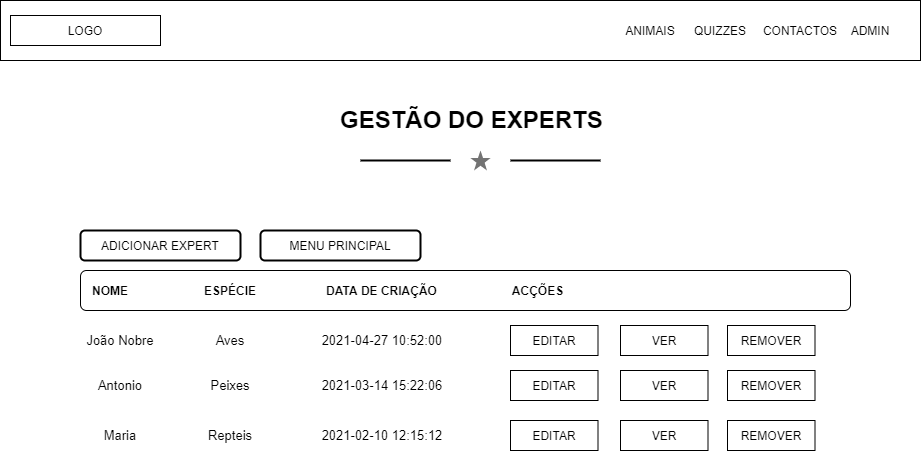 LOGO ANIMAIS QUIZZES CONTACTOS ADMIN
GESTÃO DO EXPERTS
ADICIONAR EXPERT MENU PRINCIPAL
NOME ESPÉCIE DATA DE CRIAÇÃO ACÇÕES
João Nobre Aves 2021-04-27 10:52:00 EDITAR VER REMOVER
Antonio Peixes 2021-03-14 15:22:06 EDITAR VER REMOVER
Maria Repteis 2021-02-10 12:15:12 EDITAR VER REMOVER